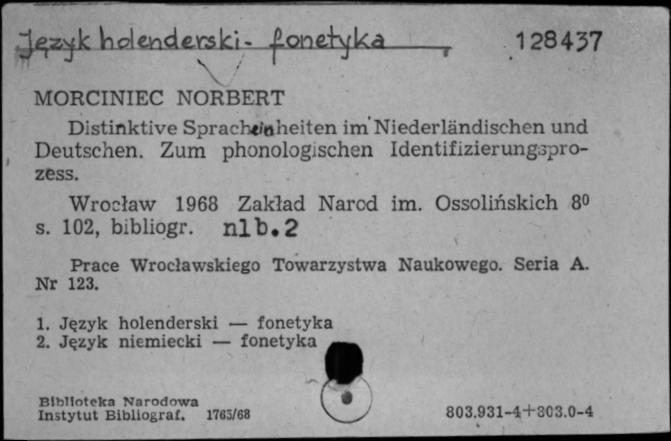 Język holenderski - fonetyka 128437
MORCINIEC NORBERT
Distinktive Spracheinheiten im Niederländischen und
Deutschen. Zum phonologischen Identifizierungspro-
zess.
Wrocław 1968 Zakład Narod im. Ossolińskich 8⁰
s. 102, bibliogr. nlb.2
Prace Wrocławskiego Towarzystwa Naukowego. Seria A.
Nr 123.
1. Język holenderski — fonetyka
2. Język niemiecki — fonetyka
Biblioteka Narodowa
Instytut Bibliograf. 1765/68 803.931-4+803.0-4